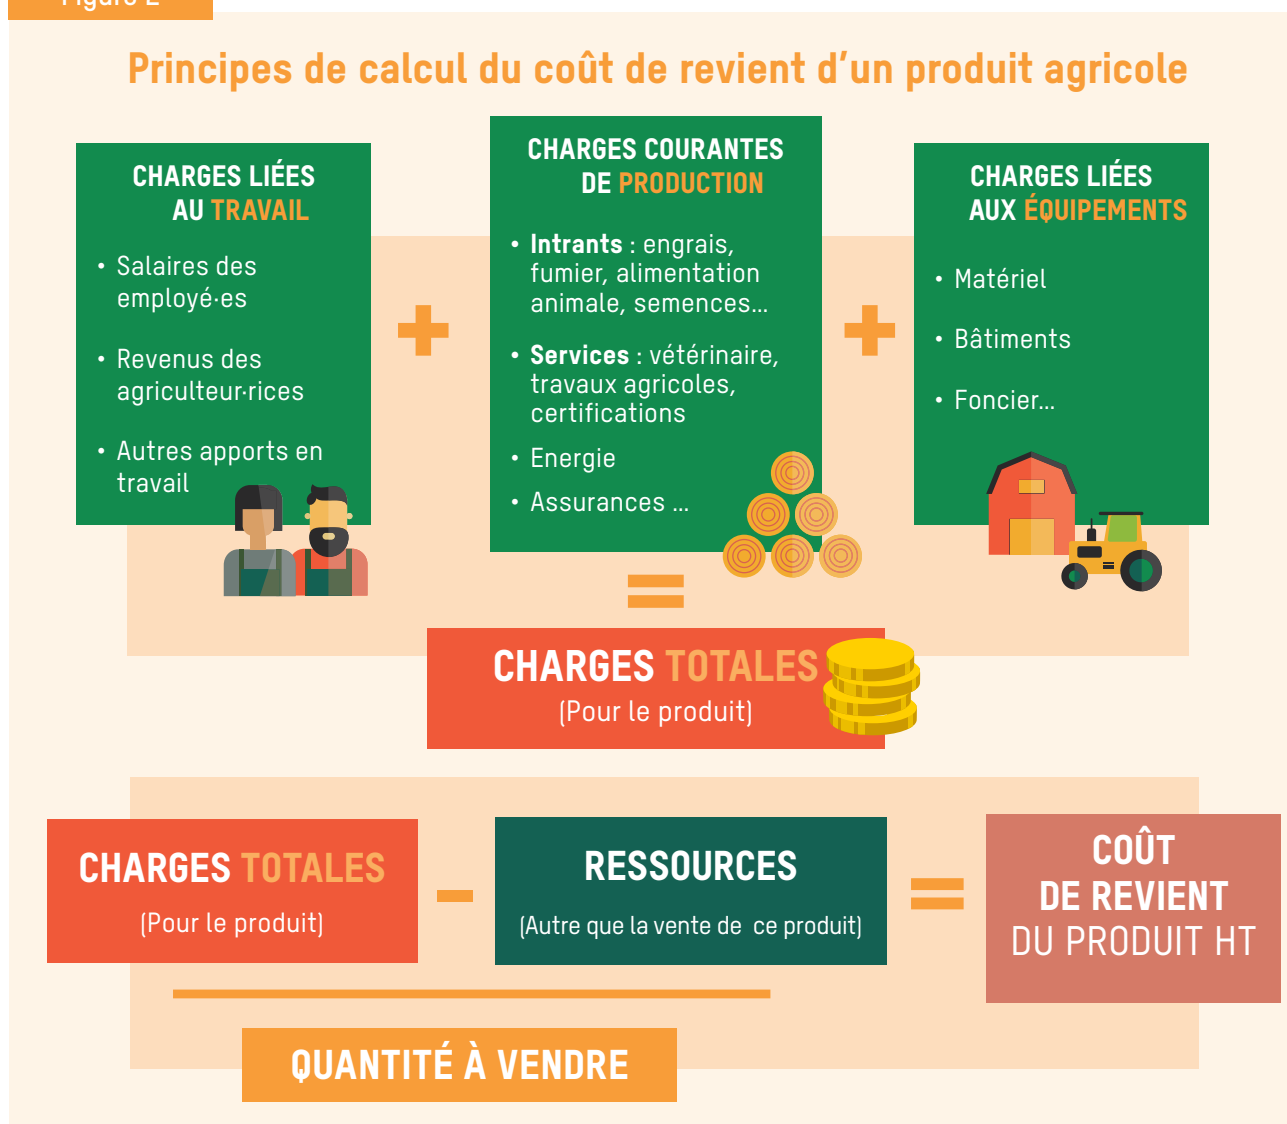 Figure 2
Principes de calcul du coût de revient d'un produit agricole
CHARGES LIÉES
AU TRAVAIL
• Salaires des
employé·es
• Revenus des
agriculteur·rices
• Autres apports en
travail
CHARGES COURANTES
DE PRODUCTION
• Intrants : engrais,
fumier, alimentation
animale, semences...
• Services : vétérinaire,
travaux agricoles,
certifications
• Energie
• Assurances ...
CHARGES LIÉES
AUX ÉQUIPEMENTS
• Matériel
• Bâtiments
• Foncier...
+
+
=
CHARGES TOTALES
(Pour le produit)
CHARGES TOTALES
(Pour le produit)
-
RESSOURCES
(Autre que la vente de ce produit)
=
COÛT
DE REVIENT
DU PRODUIT HT
QUANTITÉ À VENDRE